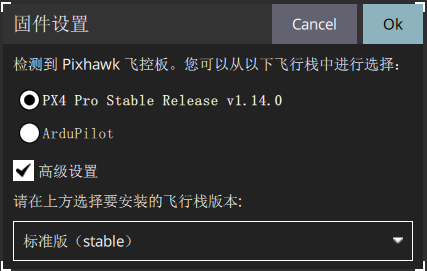 固件设置 Cancel Ok
检测到 Pixhawk 飞控板。您可以从以下飞行栈中进行选择：
PX4 Pro Stable Release v1.14.0
ArduPilot
高级设置
请在上方选择要安装的飞行栈版本:
标准版（stable）